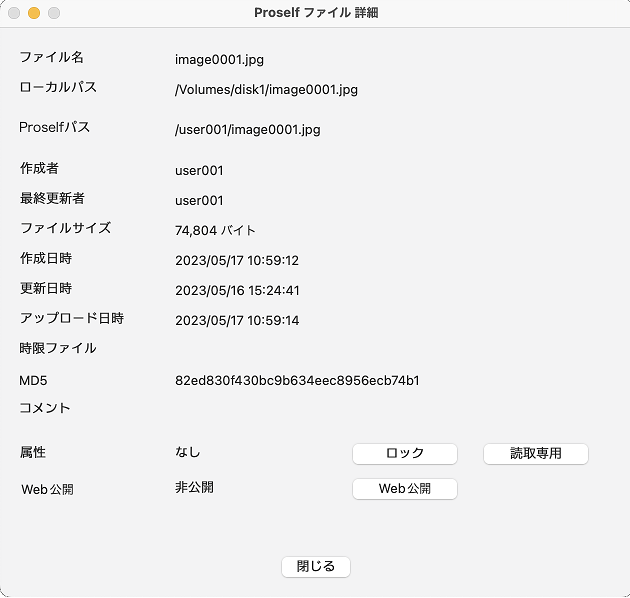 Proself ファイル 詳細
ファイル名 image0001.jpg
ローカルパス /Volumes/disk1/image0001.jpg
Proselfパス /user001/image0001.jpg
作成者 user001
最終更新者 user001
ファイルサイズ 74,804 バイト
作成日時 2023/05/17 10:59:12
更新日時 2023/05/16 15:24:41
アップロード日時 2023/05/17 10:59:14
時限ファイル
MD5 82ed830f430bc9b634eec8956ecb74b1
コメント
属性 なし ロック 読取専用
Web公開 非公開 Web公開
閉じる